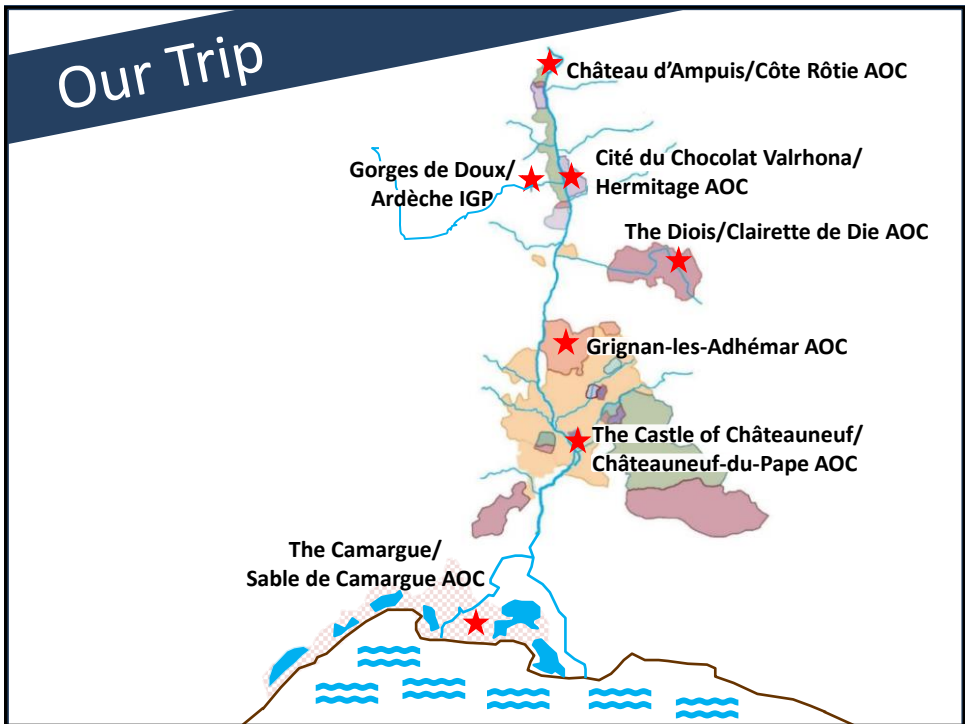 Our Trip
Château d’Ampuis/Côte Rôtie AOC
Gorges de Doux/
Ardèche IGP
Cité du Chocolat Valrhona/
Hermitage AOC
The Diois/Clairette de Die AOC
Grignan-les-Adhémar AOC
The Castle of Châteauneuf/
Châteauneuf-du-Pape AOC
The Camargue/
Sable de Camargue AOC